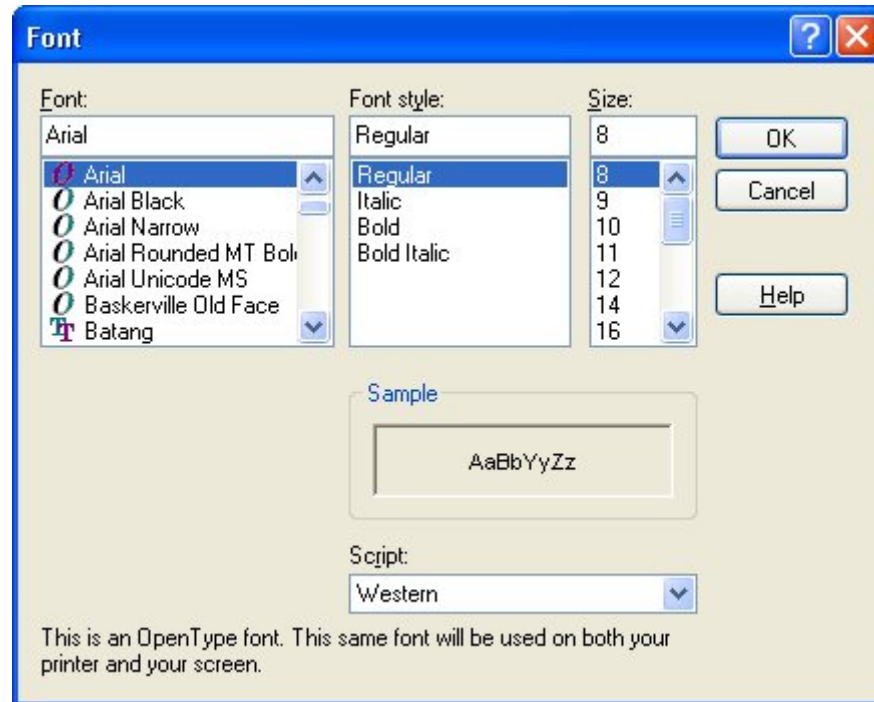 Font
Font:
Arial
Arial
Arial Black
Arial Narrow
Arial Rounded MT Bol
Arial Unicode MS
Baskerville Old Face
Batang
Font style:
Regular
Regular
Italic
Bold
Bold Italic
Size:
8
8
9
10
11
12
14
16
OK
Cancel
Help
Sample
AaBbYyZz
Script:
Western
This is an OpenType font. This same font will be used on both your
printer and your screen.